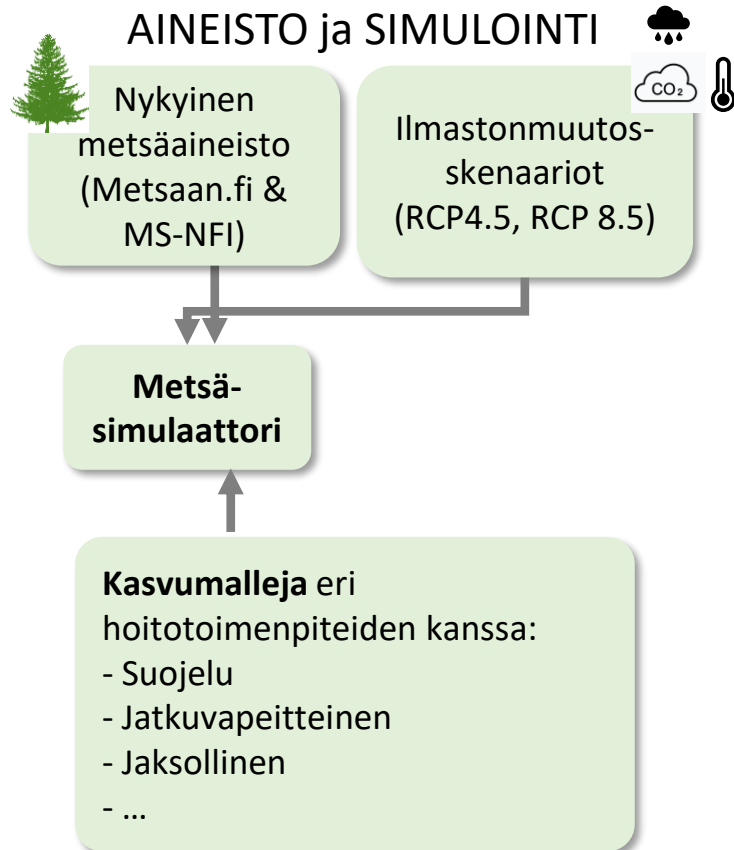 AINEISTO ja SIMULOINTI
Nykyinen
metsäaineisto
(Metsaan.fi &
MS-NFI)
CO₂
Ilmastonmuutos-
skenaariot
(RCP4.5, RCP 8.5)
Metsä-
simulaattori
Kasvumalleja eri
hoitotoimenpiteiden kanssa:
- Suojelu
- Jatkuvapeitteinen
- Jaksollinen
- ...